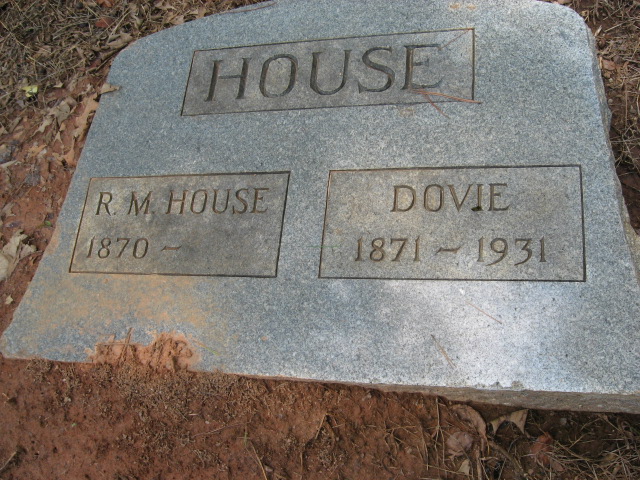 HOUSE
R. M. HOUSE
1870 –
DOVIE
1871 – 1931